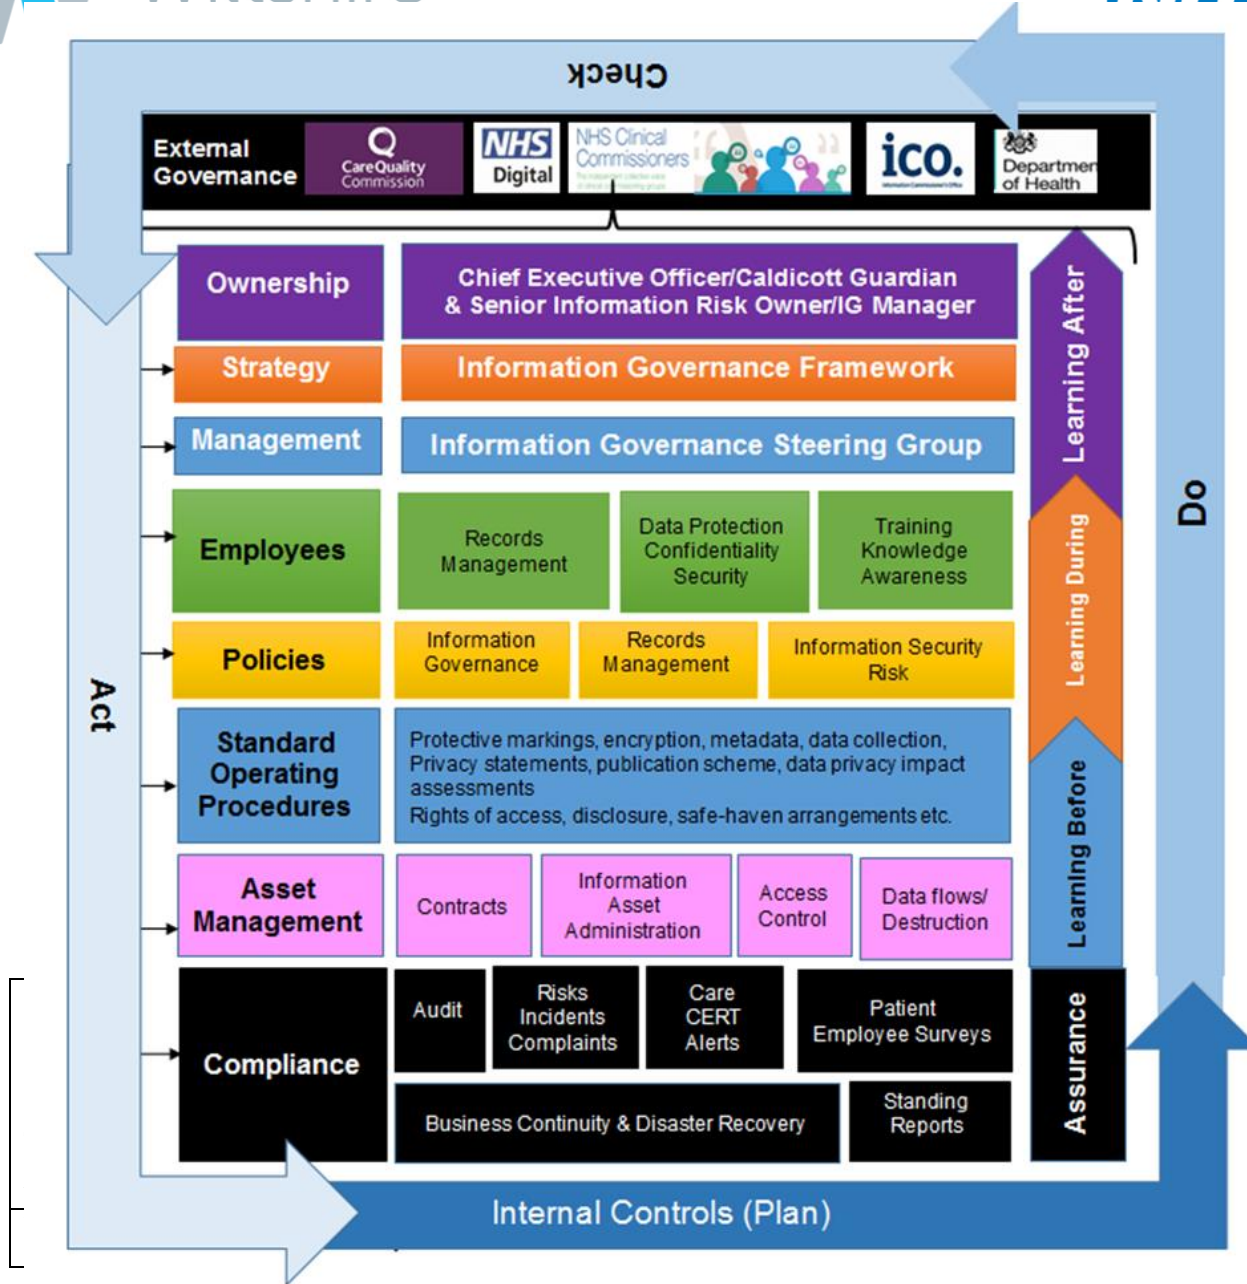 Check
External
Governance
CareQuality
Commission
NHS
Digital
NHS Clinical
Commissioners
ico.
Information Commissioner's Office
Departmen
of Health
Ownership
Chief Executive Officer/Caldicott Guardian
& Senior Information Risk Owner/IG Manager
Strategy
Information Governance Framework
Management
Information Governance Steering Group
Employees
Records
Management
Data Protection
Confidentiality
Security
Training
Knowledge
Awareness
Policies
Information
Governance
Records
Management
Information Security
Risk
Standard
Operating
Procedures
Protective markings, encryption, metadata, data collection,
Privacy statements, publication scheme, data privacy impact
assessments
Rights of access, disclosure, safe-haven arrangements etc.
Asset
Management
Contracts
Information
Asset
Administration
Access
Control
Data flows/
Destruction
Compliance
Audit
Risks
Incidents
Complaints
Care
CERT
Alerts
Patient
Employee Surveys
Business Continuity & Disaster Recovery
Standing
Reports
Learning After
Learning During
Learning Before
Assurance
Do
Act
Internal Controls (Plan)